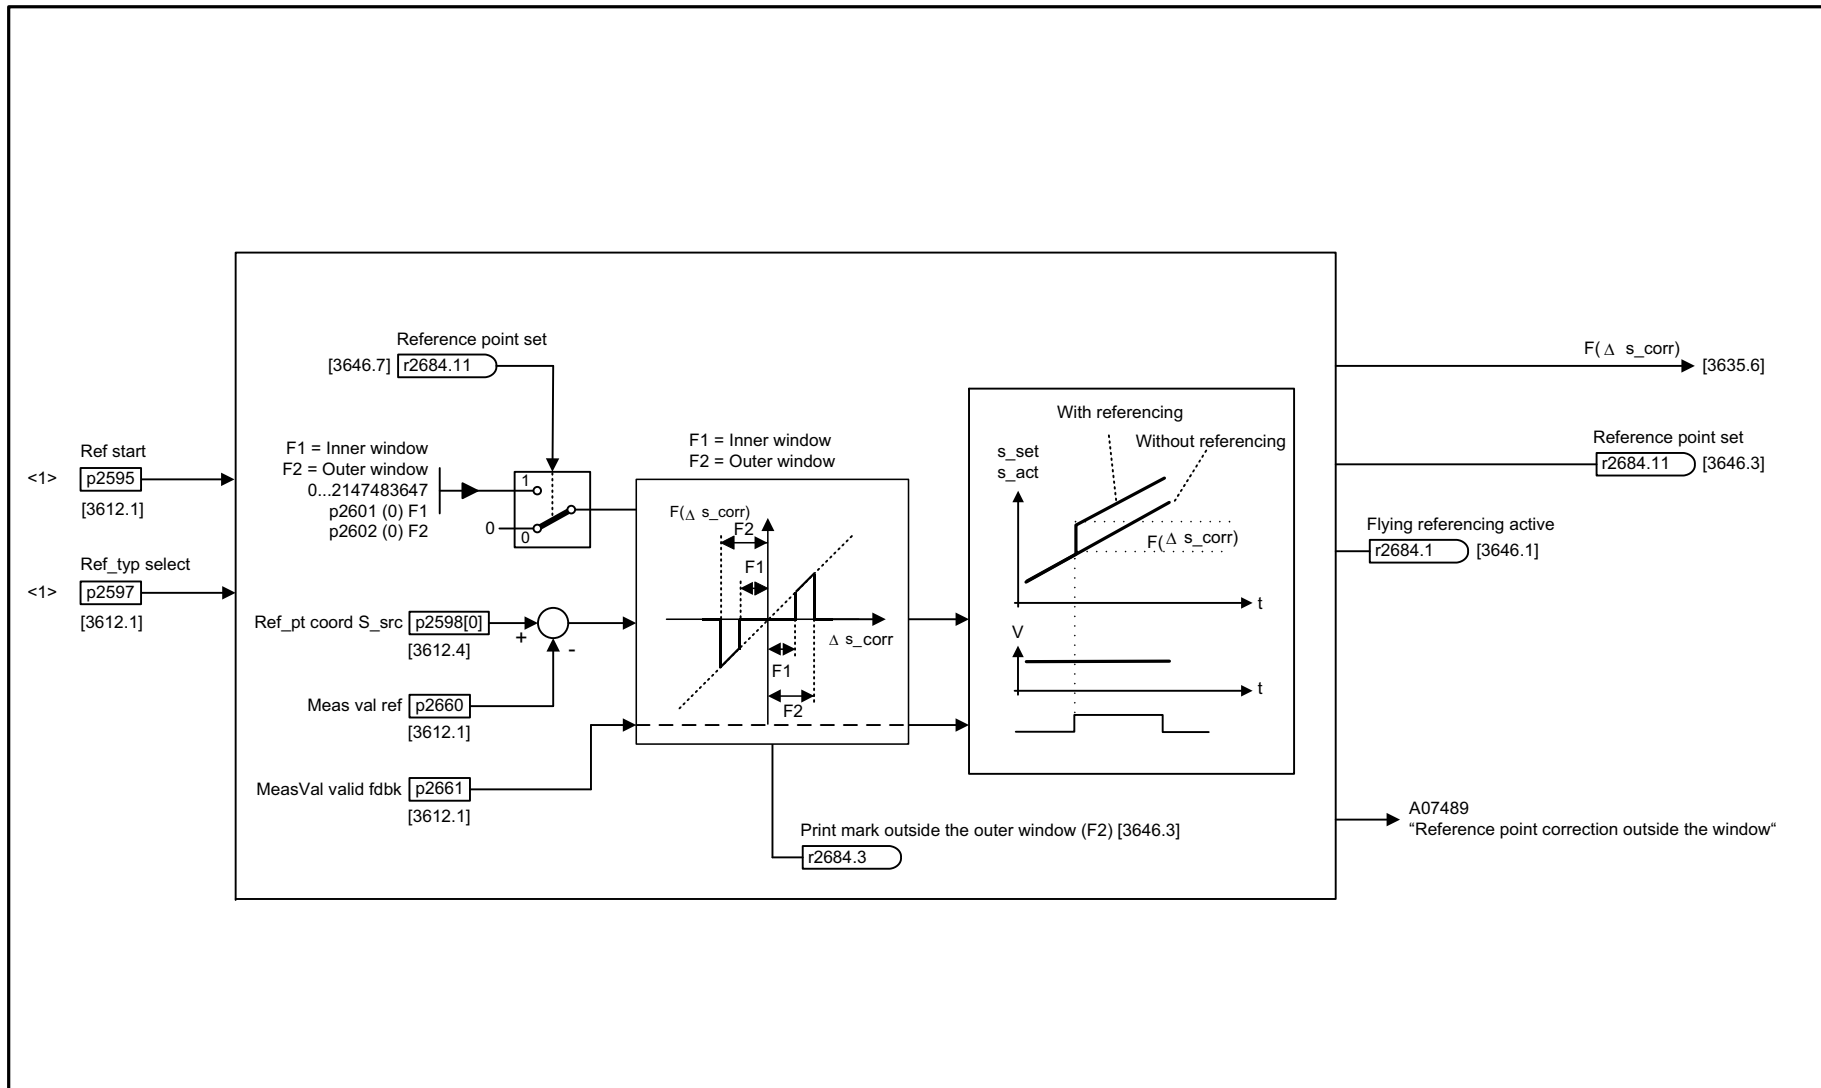 Reference point set
[3646.7] r2684.11
F1 = Inner window
F2 = Outer window
0...2147483647
p2601 (0) F1
p2602 (0) F2
1
0
0
Ref start
<1> p2595
[3612.1]
Ref_typ select
<1> p2597
[3612.1]
Ref_pt coord S_src p2598[0]
[3612.4]
+
-
Meas val ref p2660
[3612.1]
MeasVal valid fdbk p2661
[3612.1]
F1 = Inner window
F2 = Outer window
F(Δ s_corr)
F2
F1
Δ s_corr
F1
F2
Print mark outside the outer window (F2) [3646.3]
r2684.3
With referencing
Without referencing
s_set
s_act
F(Δ s_corr)
t
V
t
F(Δ s_corr)
[3635.6]
Reference point set
r2684.11 [3646.3]
Flying referencing active
r2684.1 [3646.1]
A07489
“Reference point correction outside the window“